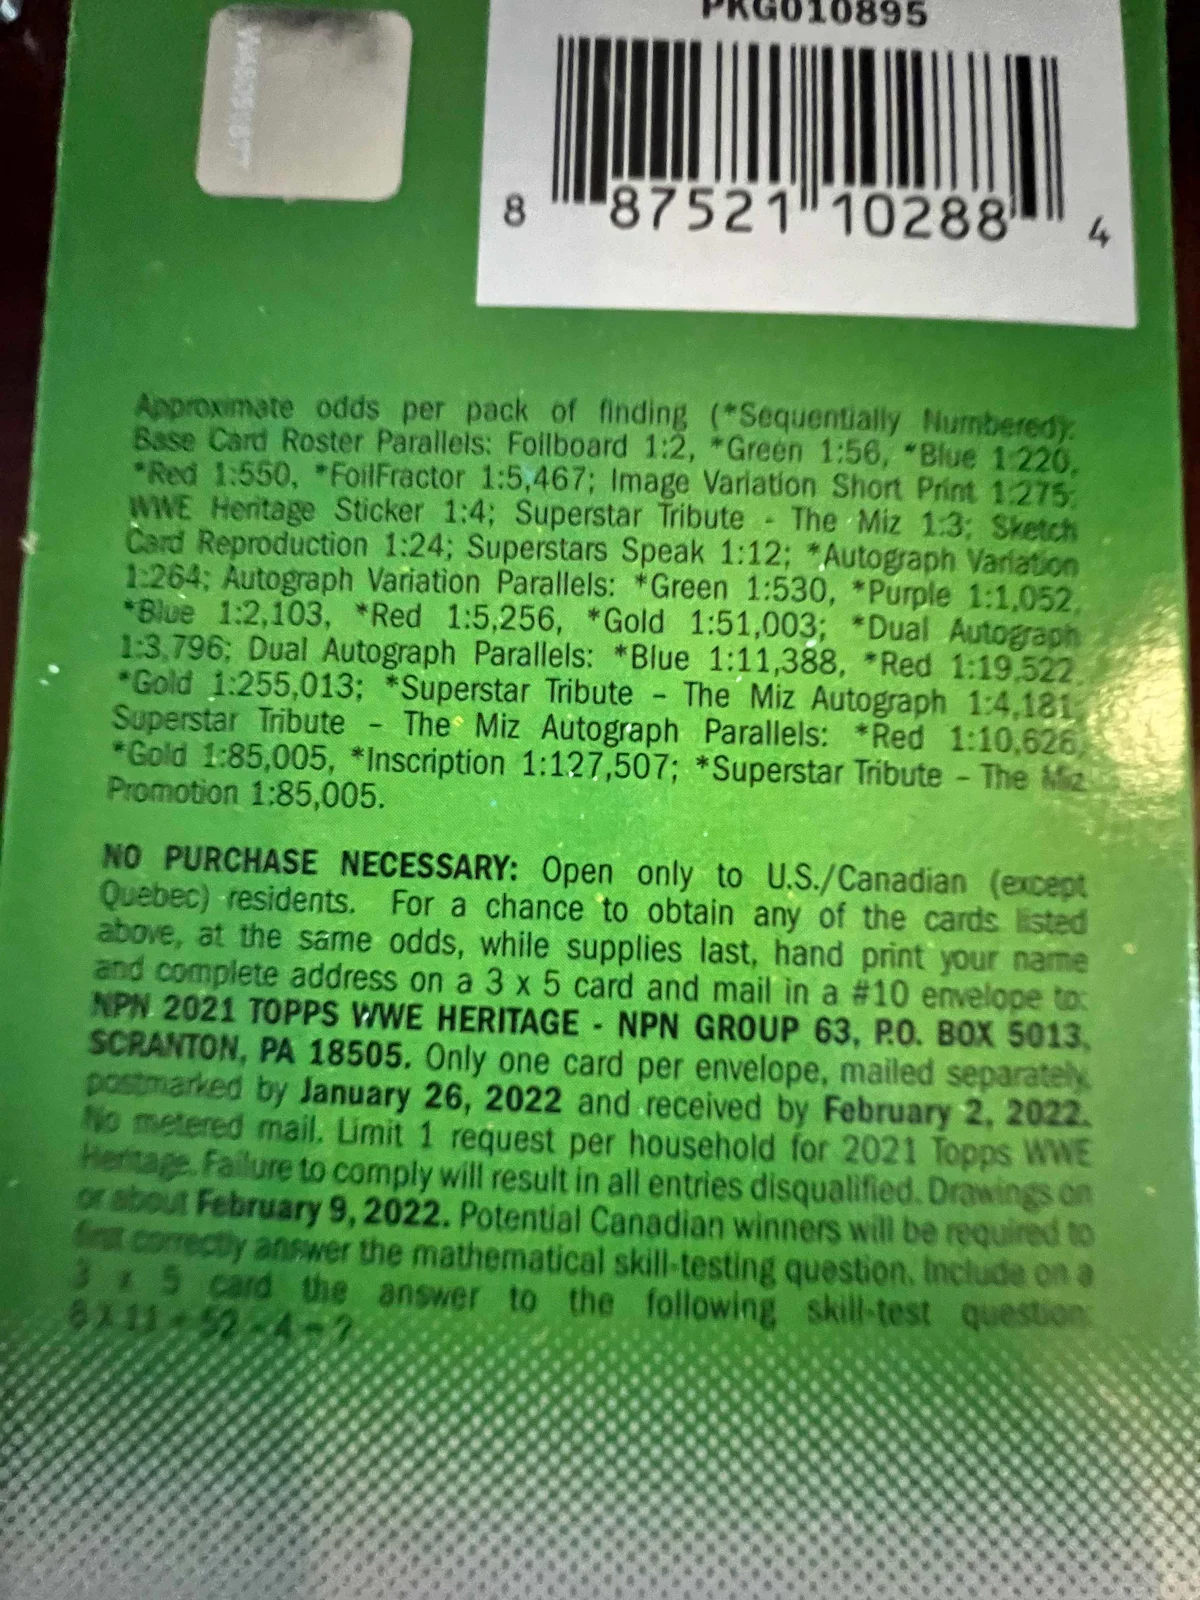 PKG010895
8 87521 10288 4
Approximate odds per pack of finding (*Sequentially Numbered):
Base Card Roster Parallels: Foilboard 1:2, *Green 1:56, *Blue 1:220,
*Red 1:550, *FoilFractor 1:5,467; Image Variation Short Print 1:275;
WWE Heritage Sticker 1:4; Superstar Tribute - The Miz 1:3; Sketch
Card Reproduction 1:24; Superstars Speak 1:12; *Autograph Variation
1:264; Autograph Variation Parallels: *Green 1:530, *Purple 1:1,052,
*Blue 1:2,103, *Red 1:5,256, *Gold 1:51,003; *Dual Autograph
1:3,796; Dual Autograph Parallels: *Blue 1:11,388, *Red 1:19,522,
*Gold 1:255,013; *Superstar Tribute – The Miz Autograph 1:4,181;
Superstar Tribute – The Miz Autograph Parallels: *Red 1:10,626,
*Gold 1:85,005, *Inscription 1:127,507; *Superstar Tribute – The Miz
Promotion 1:85,005.
NO PURCHASE NECESSARY: Open only to U.S./Canadian (except
Quebec) residents. For a chance to obtain any of the cards listed
above, at the same odds, while supplies last, hand print your name
and complete address on a 3 x 5 card and mail in a #10 envelope to:
NPN 2021 TOPPS WWE HERITAGE - NPN GROUP 63, P.O. BOX 5013,
SCRANTON, PA 18505. Only one card per envelope, mailed separately,
postmarked by January 26, 2022 and received by February 2, 2022.
No metered mail. Limit 1 request per household for 2021 Topps WWE
Heritage. Failure to comply will result in all entries disqualified. Drawings on
or about February 9, 2022. Potential Canadian winners will be required to
first correctly answer the mathematical skill-testing question. Include on a
3 x 5 card the answer to the following skill-test question:
8 x 11 + 52 - 4 = ?